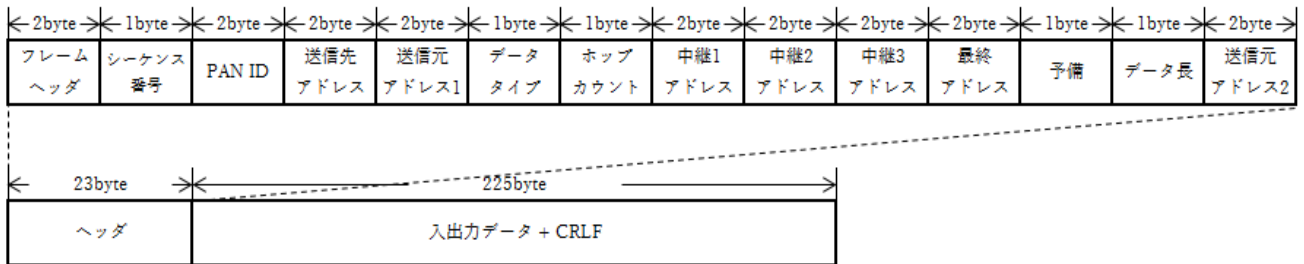 2byte 1byte 2byte 2byte 2byte 1byte 1byte 2byte 2byte 2byte 2byte 1byte 1byte 2byte
フレーム
ヘッダ
シーケンス
番号
PAN ID
送信先
アドレス
送信元
アドレス1
データ
タイプ
ホップ
カウント
中継1
アドレス
中継2
アドレス
中継3
アドレス
最終
アドレス
予備
データ長
送信元
アドレス2
23byte 225byte
ヘッダ
入出力データ + CRLF